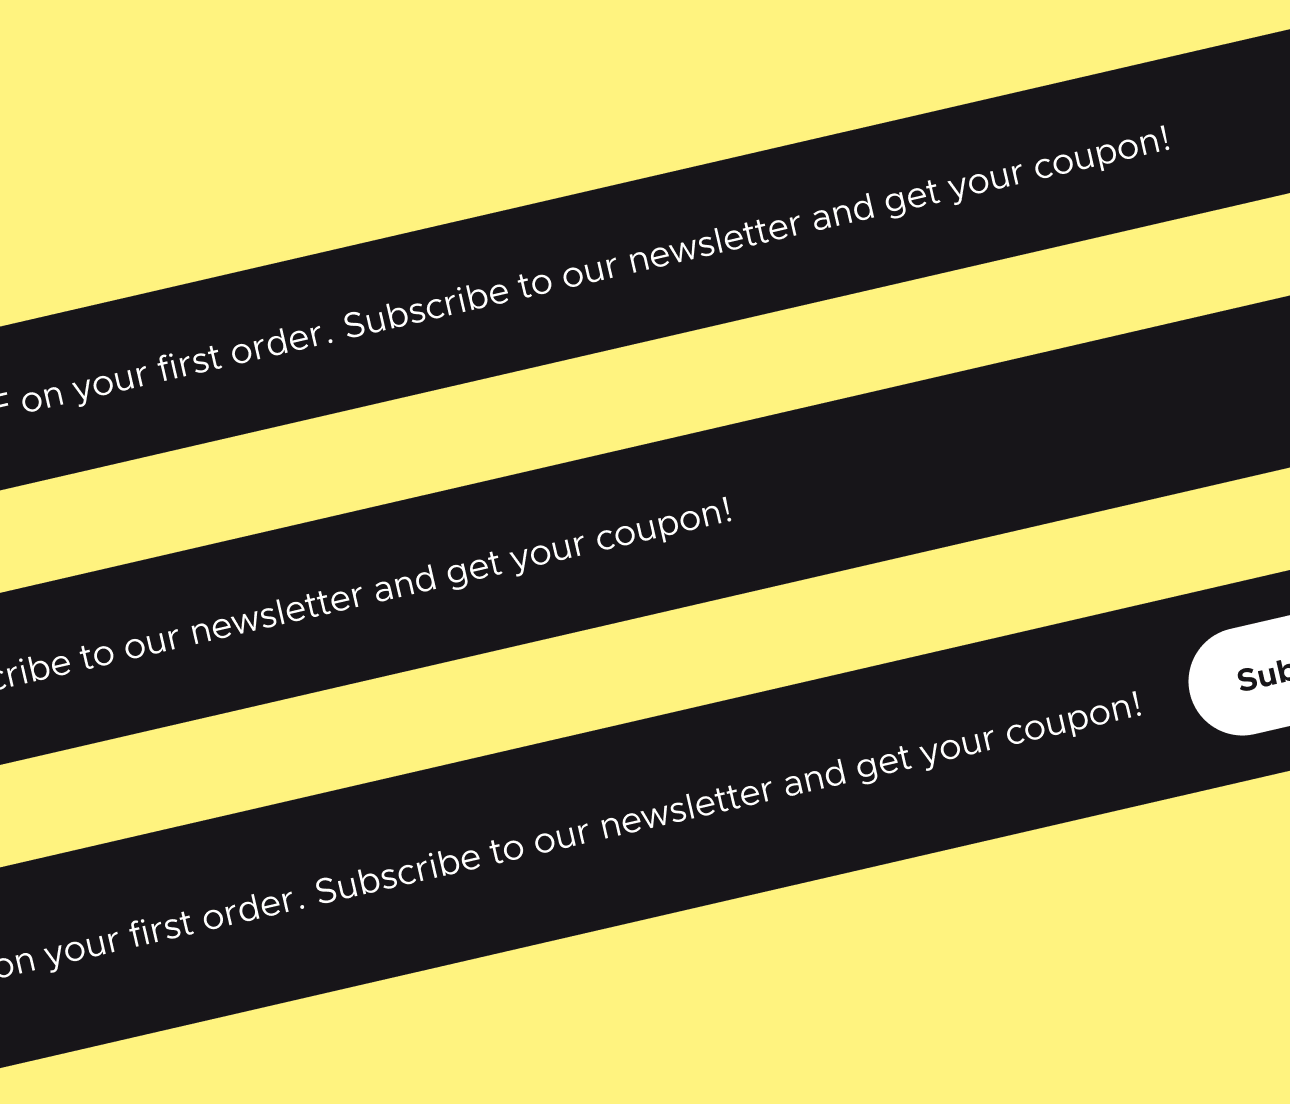 F on your first order. Subscribe to our newsletter and get your coupon!
cribe to our newsletter and get your coupon!
on your first order. Subscribe to our newsletter and get your coupon!
Sub